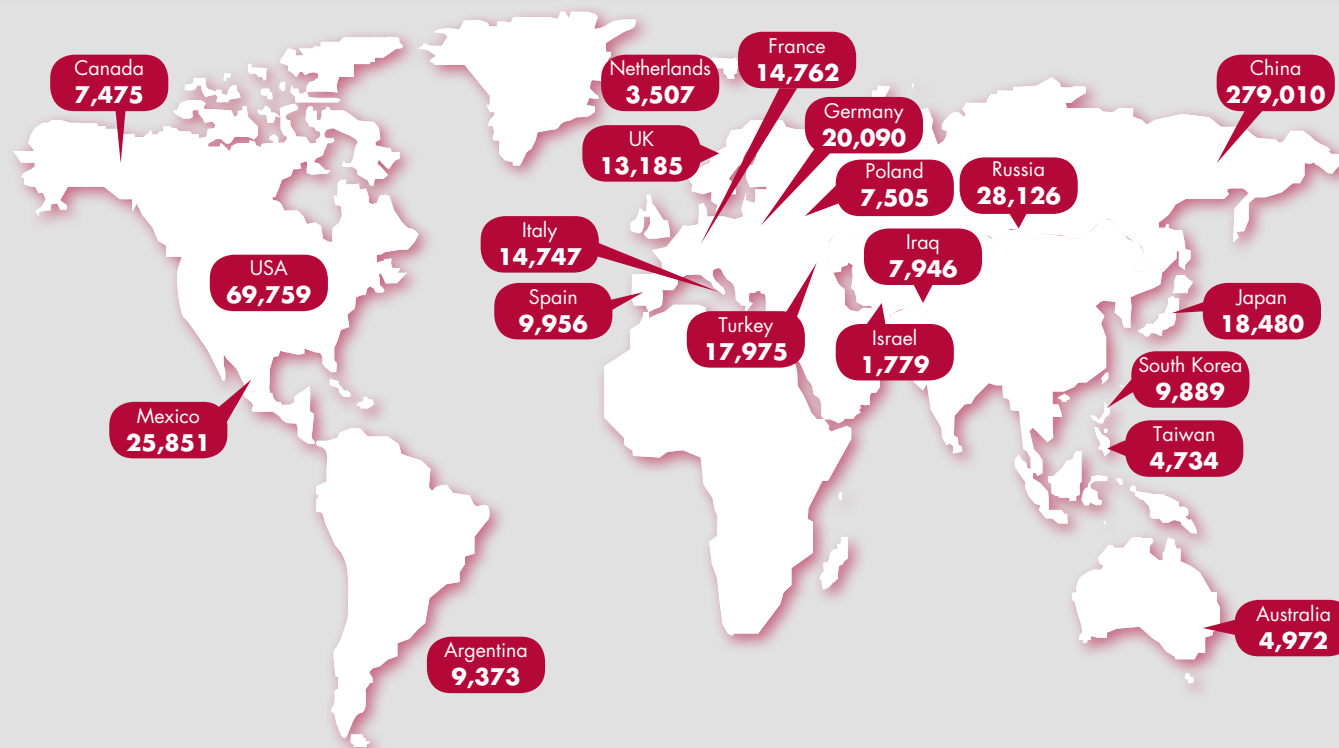 Canada
7,475
Netherlands
3,507
France
14,762
China
279,010
UK
13,185
Germany
20,090
Poland
7,505
Russia
28,126
Italy
14,747
Iraq
7,946
USA
69,759
Spain
9,956
Turkey
17,975
Israel
1,779
Japan
18,480
South Korea
9,889
Mexico
25,851
Taiwan
4,734
Argentina
9,373
Australia
4,972